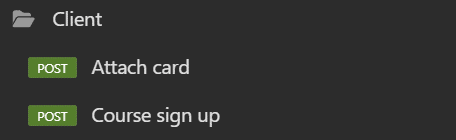 Client
POST Attach card
POST Course sign up